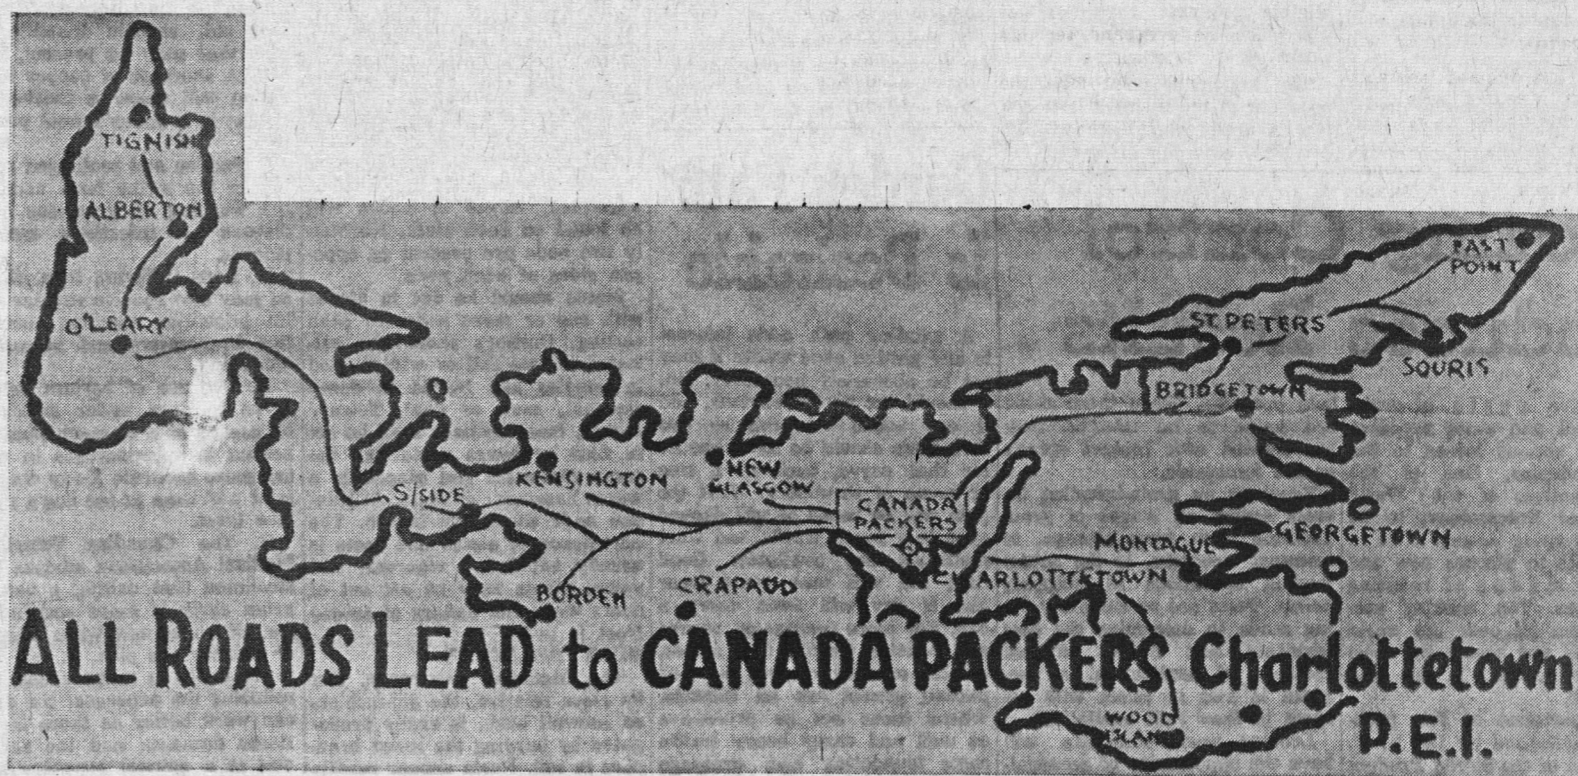 TIGNISH
ALBERTON
O'LEARY
EAST
POINT
ST. PETERS
SOURIS
BRIDGETOWN
KENSINGTON
NEW
GLASGOW
S/SIDE
CANADA
PACKERS
GEORGETOWN
MONTAGUE
CHARLOTTETOWN
BORDEN
CRAPAUD
ALL ROADS LEAD to CANADA PACKERS Charlottetown
P.E.I.
WOOD
ISLAND